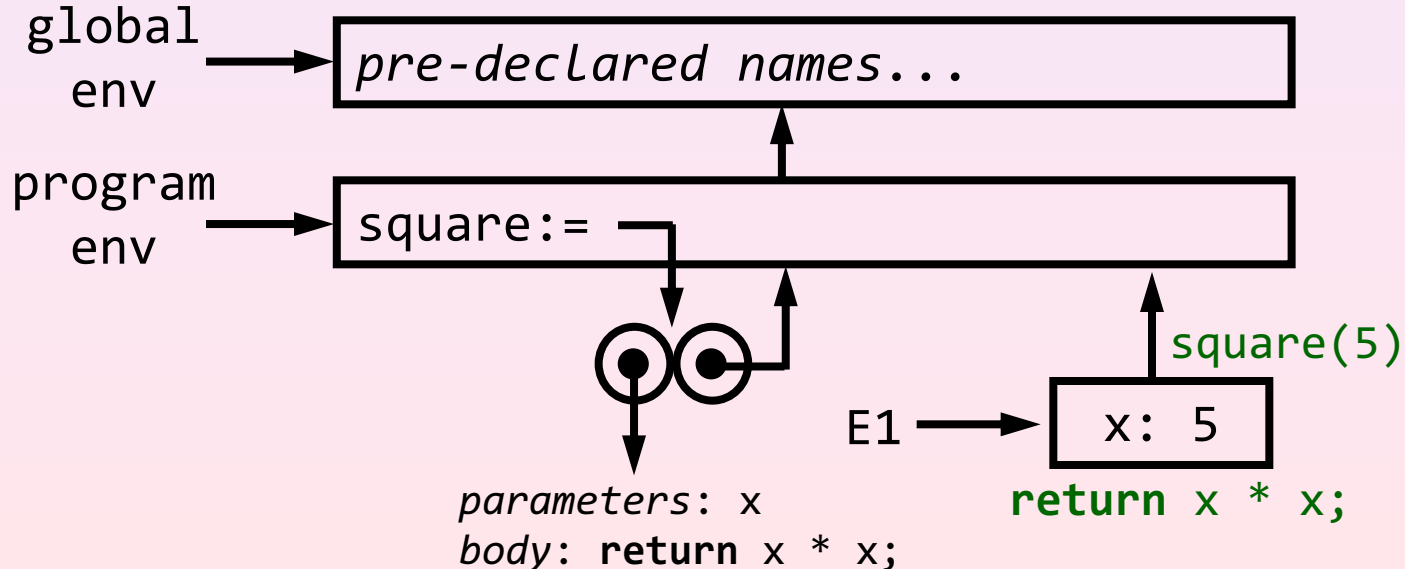 global
env
pre-declared names...
program
env
square:=
square(5)
E1
x: 5
parameters: x
body: return x * x;
return x * x;